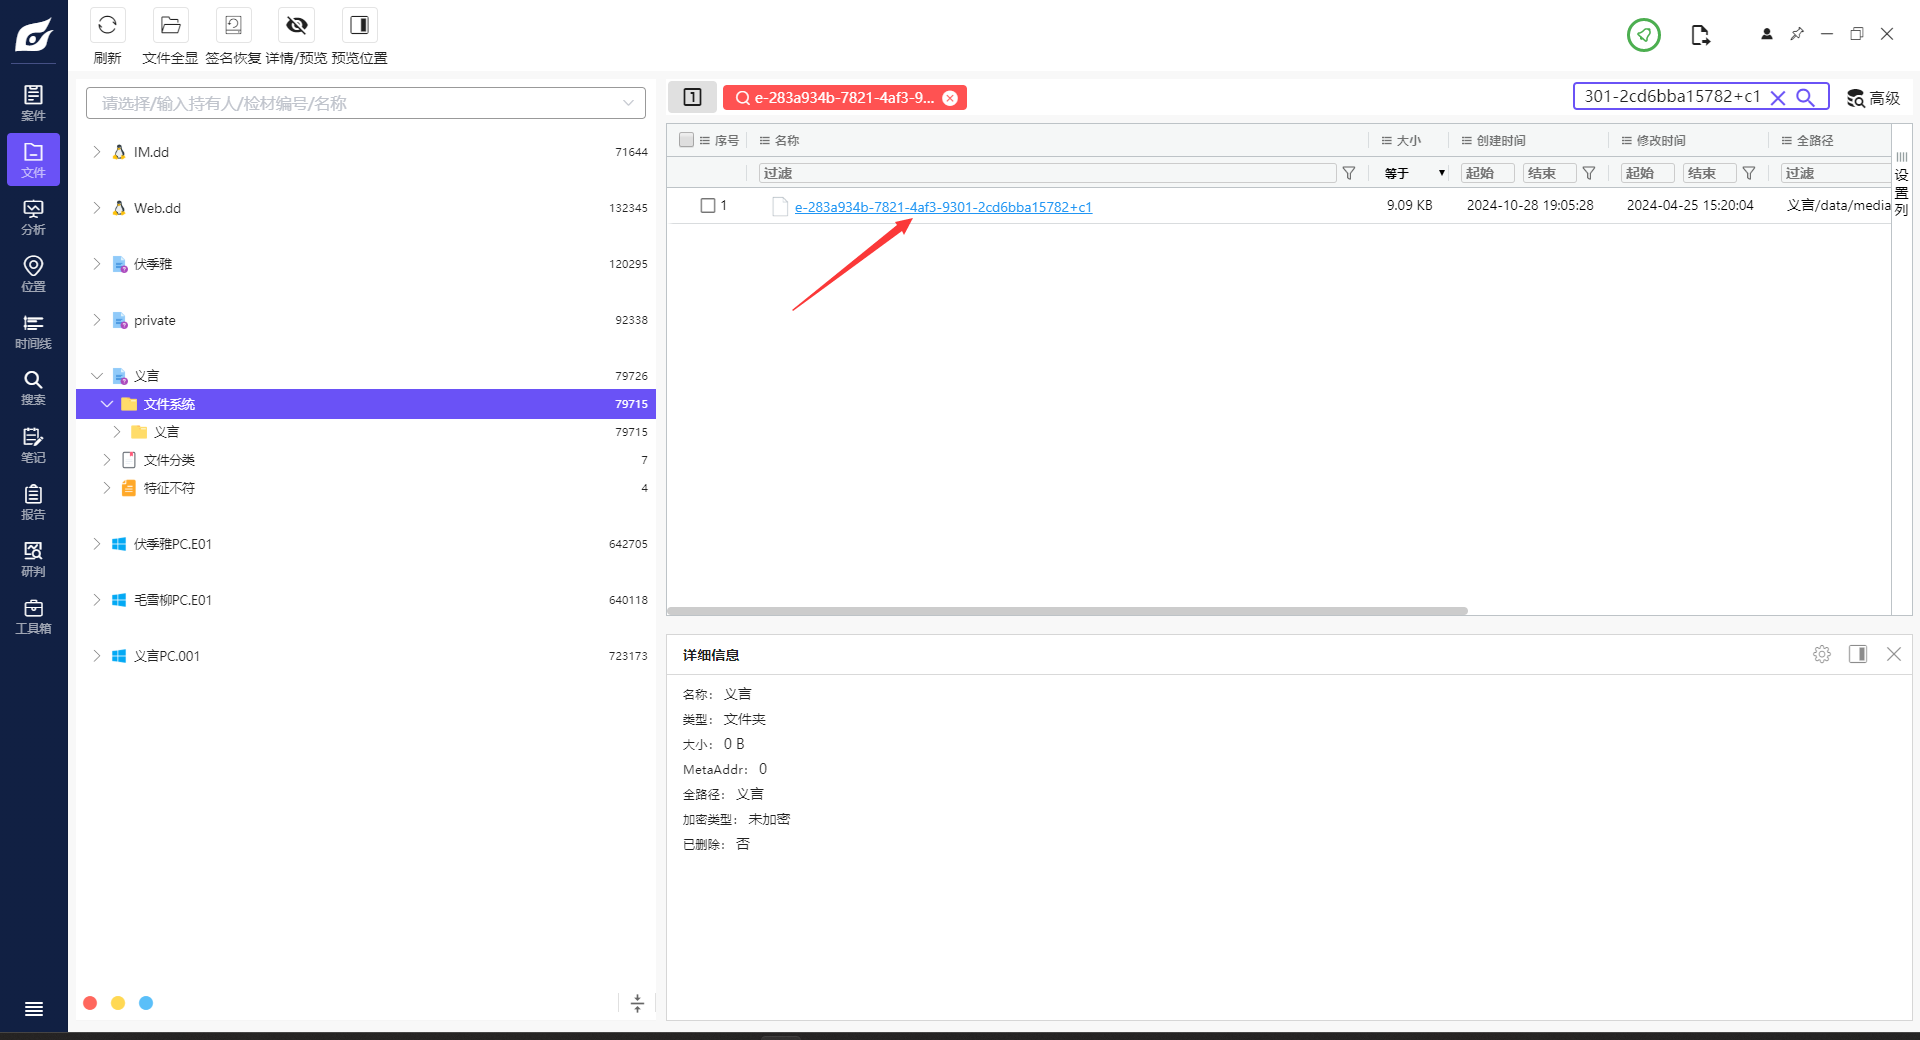 刷新
文件全显
签名恢复
详情/预览
预览位置
案件
文件
分析
位置
时间线
搜索
笔记
报告
研判
工具箱
请选择/输入持有人/检材编号/名称
IM.dd 71644
Web.dd 132345
伏季雅 120295
private 92338
义言 79726
文件系统 79715
义言 79715
文件分类 7
特征不符 4
伏季雅PC.E01 642705
毛雪柳PC.E01 640118
义言PC.001 723173
1 e-283a934b-7821-4af3-9... 301-2cd6bba15782+c1 高级
序号 名称 大小 创建时间 修改时间 全路径
过滤 等于 起始 结束 起始 结束 过滤
1 e-283a934b-7821-4af3-9301-2cd6bba15782+c1 9.09 KB 2024-10-28 19:05:28 2024-04-25 15:20:04 义言/data/media
设
置
列
详细信息
名称: 义言
类型: 文件夹
大小: 0 B
MetaAddr: 0
全路径: 义言
加密类型: 未加密
已删除: 否